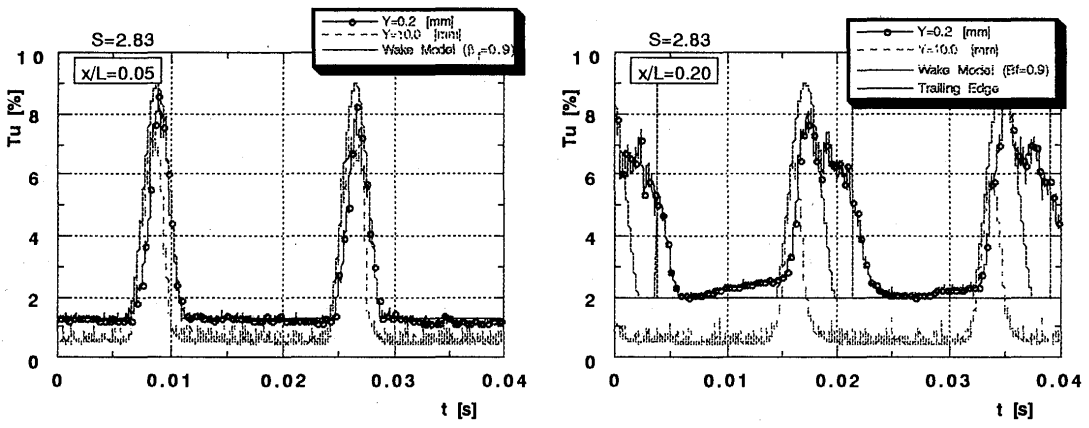 Y=0.2 [mm]
Y=10.0 [mm]
Wake Model (β =0.9)
S=2.83
x/L=0.05
Tu [%]
10
8
6
4
2
0
0
0.01
0.02
0.03
0.04
t [s]
Y=0.2 [mm]
Y=10.0 [mm]
Wake Model (Bf=0.9)
Trailing Edge
S=2.83
x/L=0.20
Tu [%]
10
8
6
4
2
0
0
0.01
0.02
0.03
0.04
t [s]